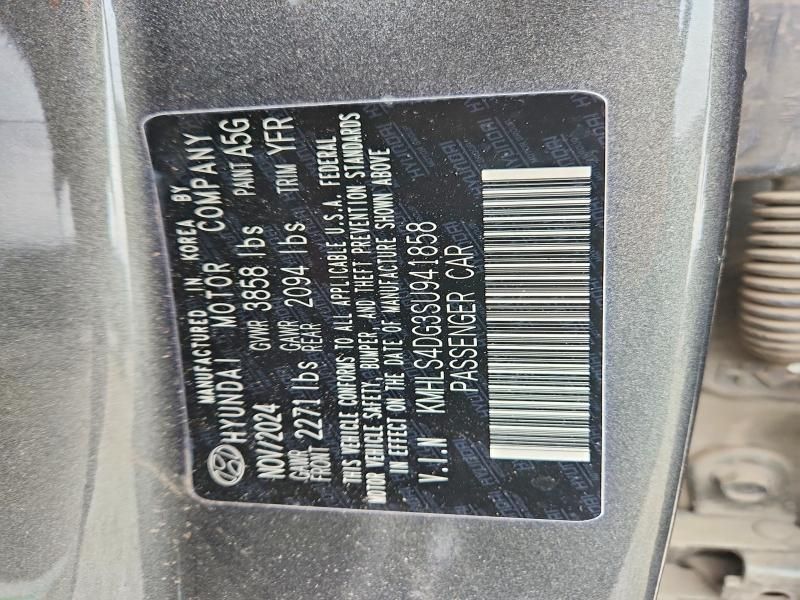 MANUFACTURED IN KOREA BY
HYUNDAI MOTOR COMPANY
NOV/2024 GVWR 3858 lbs PAINT A5G
GAWR FRONT 2271 lbs GAWR REAR 2094 lbs TRIM YFR
THIS VEHICLE CONFORMS TO ALL APPLICABLE U.S.A. FEDERAL
MOTOR VEHICLE SAFETY, BUMPER, AND THEFT PREVENTION STANDARDS
IN EFFECT ON THE DATE OF MANUFACTURE SHOWN ABOVE
V.I.N KMHLS4DG3SU941858
PASSENGER CAR